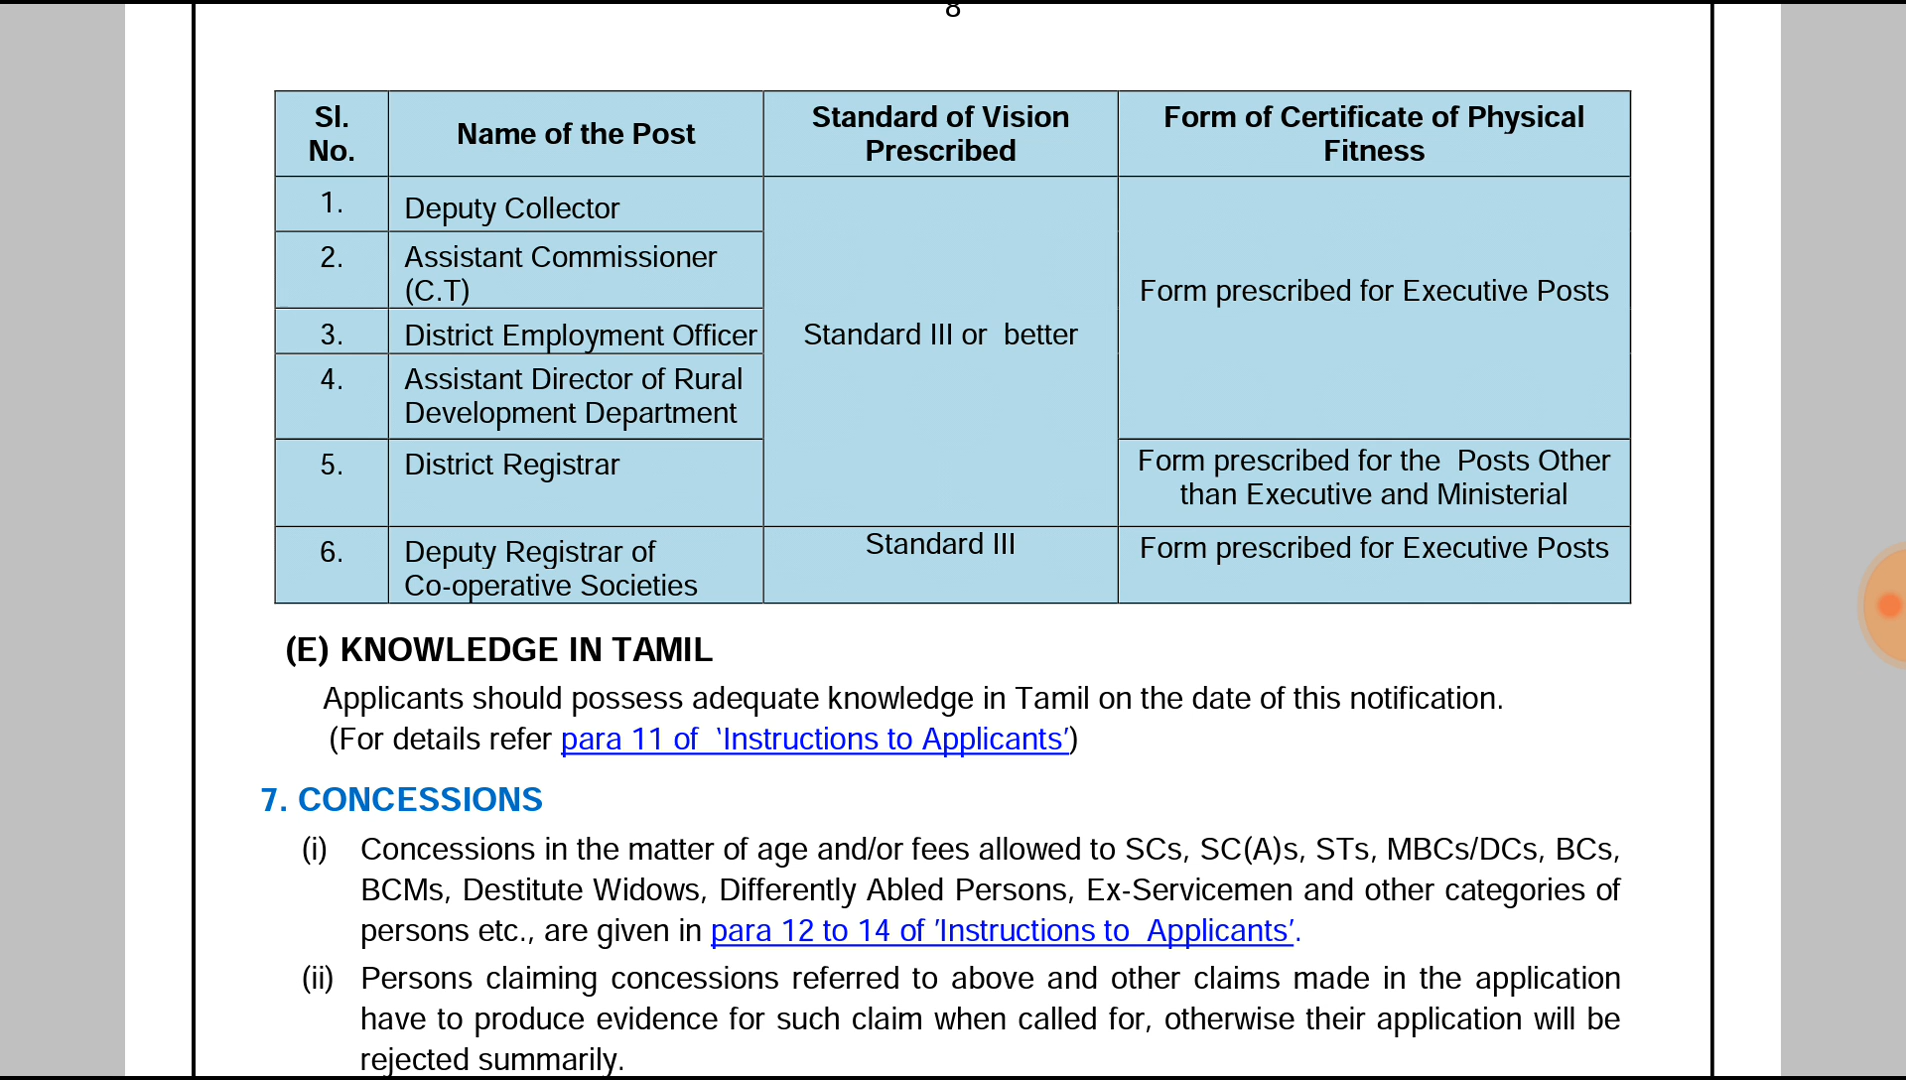 8
Sl. No. | Name of the Post | Standard of Vision Prescribed | Form of Certificate of Physical Fitness
1. | Deputy Collector
2. | Assistant Commissioner (C.T) | Form prescribed for Executive Posts
3. | District Employment Officer | Standard III or better
4. | Assistant Director of Rural Development Department
5. | District Registrar | Form prescribed for the Posts Other than Executive and Ministerial
6. | Deputy Registrar of Co-operative Societies | Standard III | Form prescribed for Executive Posts
(E) KNOWLEDGE IN TAMIL
Applicants should possess adequate knowledge in Tamil on the date of this notification.
(For details refer para 11 of ‘Instructions to Applicants’)
7. CONCESSIONS
(i) Concessions in the matter of age and/or fees allowed to SCs, SC(A)s, STs, MBCs/DCs, BCs,
BCMs, Destitute Widows, Differently Abled Persons, Ex-Servicemen and other categories of
persons etc., are given in para 12 to 14 of ’Instructions to Applicants’.
(ii) Persons claiming concessions referred to above and other claims made in the application
have to produce evidence for such claim when called for, otherwise their application will be
rejected summarily.